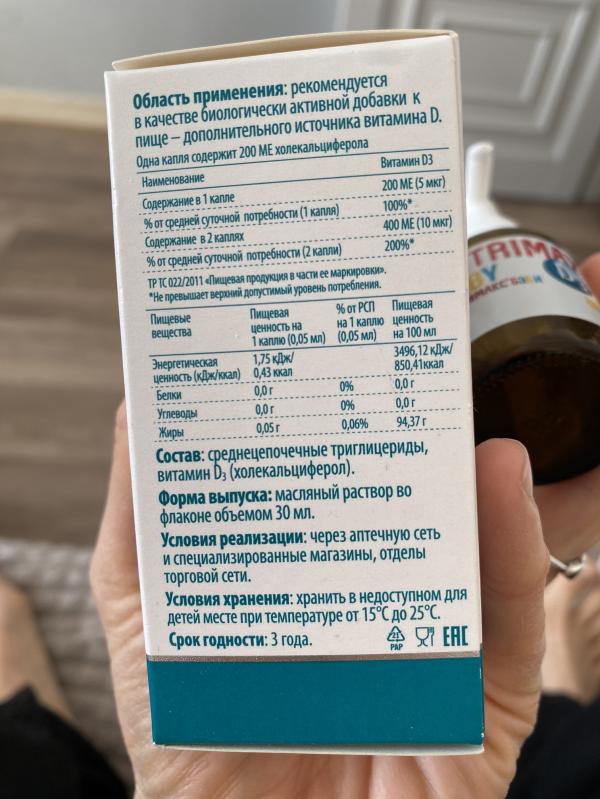 Область применения: рекомендуется
в качестве биологически активной добавки к
пище – дополнительного источника витамина D.
Одна капля содержит 200 МЕ холекальциферола
Наименование Витамин D3
Содержание в 1 капле 200 МЕ (5 мкг)
% от средней суточной потребности (1 капля) 100%*
Содержание в 2 каплях 400 МЕ (10 мкг)
% от средней суточной потребности (2 капли) 200%*
ТР ТС 022/2011 «Пищевая продукция в части ее маркировки».
*Не превышает верхний допустимый уровень потребления.
Пищевые вещества Пищевая ценность на 1 каплю (0,05 мл) % от РСП на 1 каплю (0,05 мл) Пищевая ценность на 100 мл
Энергетическая 1,75 кДж/ 3496,12 кДж/
ценность (кДж/ккал) 0,43 ккал 850,41ккал
Белки 0,0 г 0% 0,0 г
Углеводы 0,0 г 0% 0,0 г
Жиры 0,05 г 0,06% 94,37 г
Состав: среднецепочечные триглицериды,
витамин D₃ (холекальциферол).
Форма выпуска: масляный раствор во
флаконе объемом 30 мл.
Условия реализации: через аптечную сеть
и специализированные магазины, отделы
торговой сети.
Условия хранения: хранить в недоступном для
детей месте при температуре от 15°С до 25°С.
Срок годности: 3 года.
21
PAP
EAC